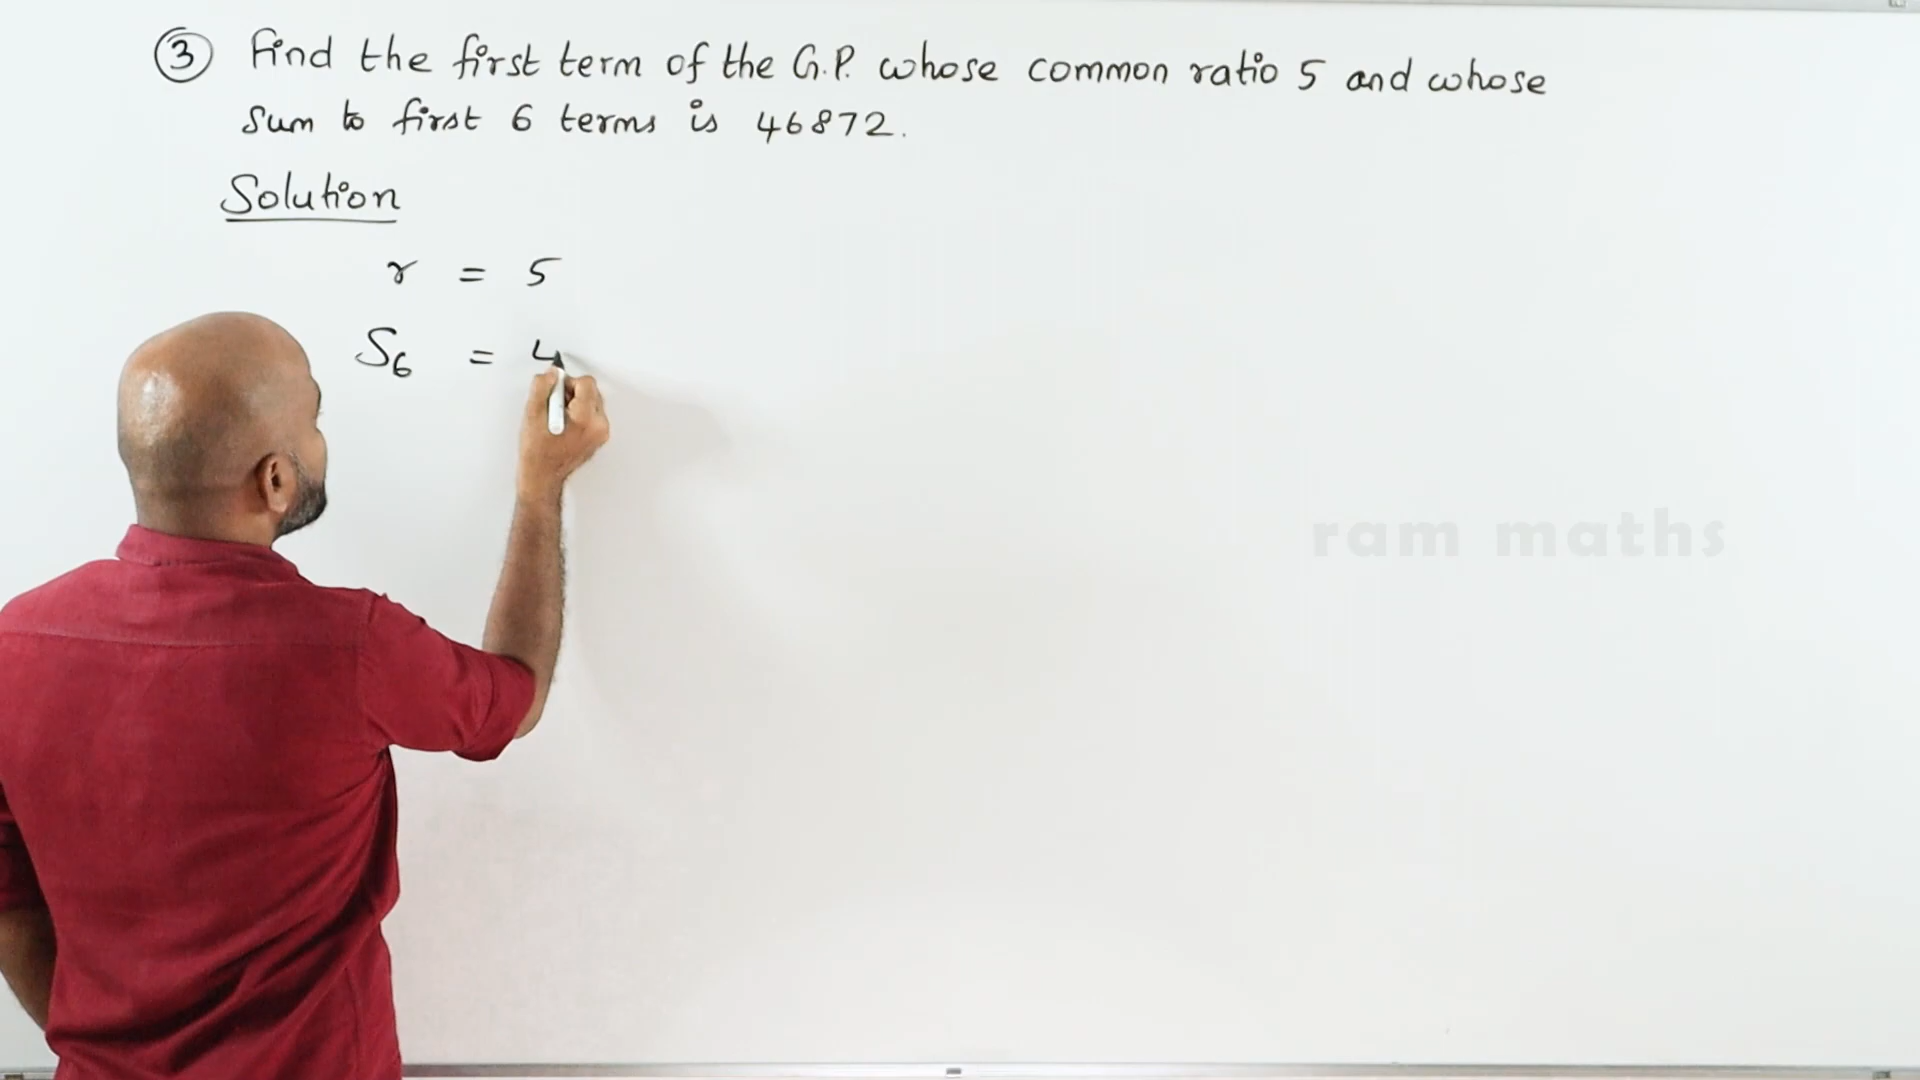 ③ Find the first term of the G.P. whose common ratio 5 and whose
sum to first 6 terms is 46872.
Solution
r = 5
S₆ = 4
ram maths